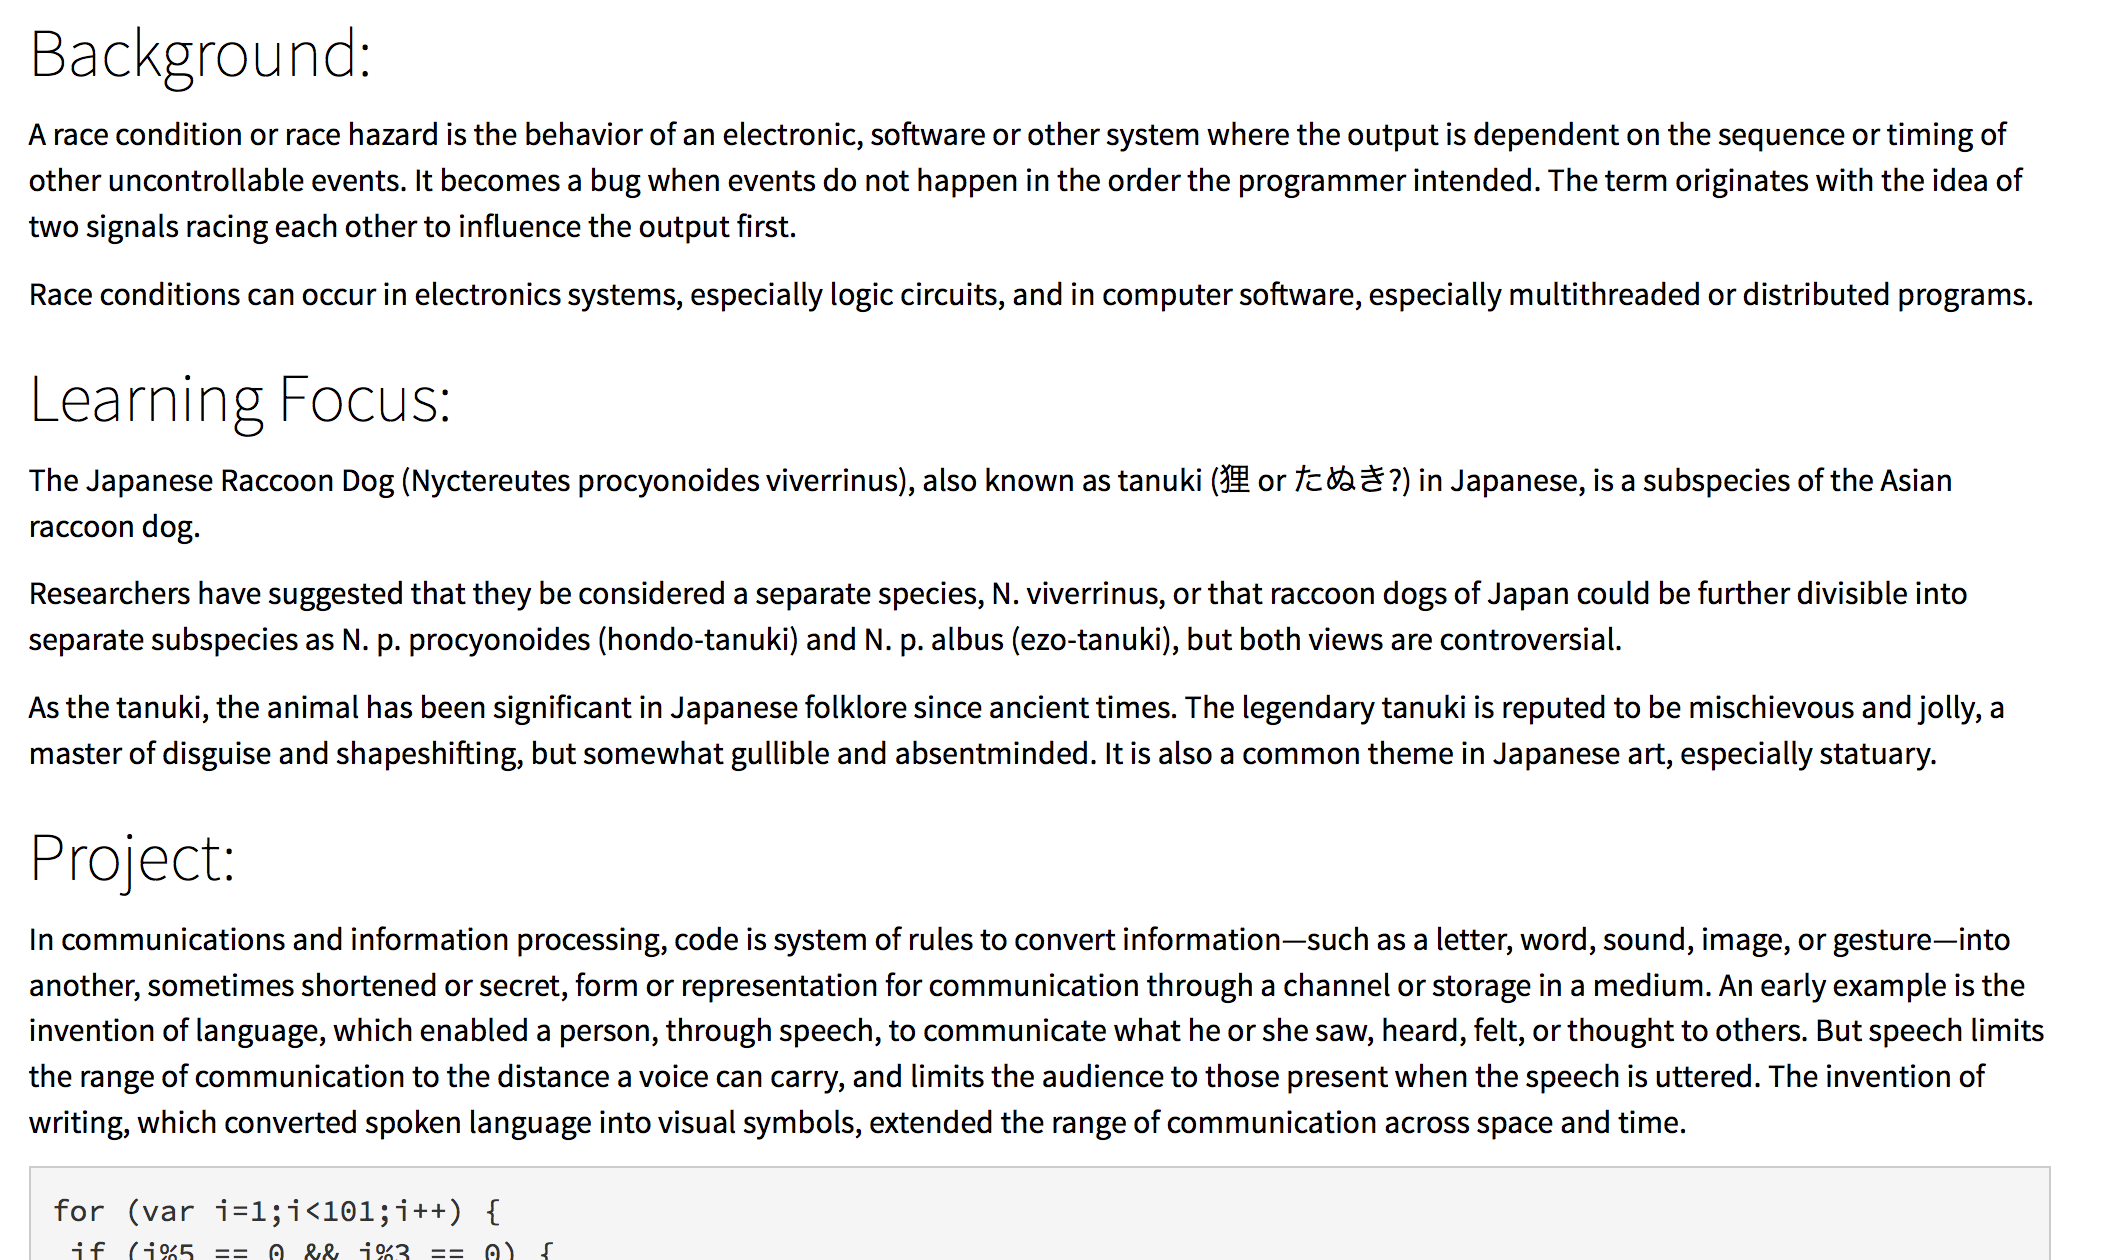 Background:
A race condition or race hazard is the behavior of an electronic, software or other system where the output is dependent on the sequence or timing of
other uncontrollable events. It becomes a bug when events do not happen in the order the programmer intended. The term originates with the idea of
two signals racing each other to influence the output first.
Race conditions can occur in electronics systems, especially logic circuits, and in computer software, especially multithreaded or distributed programs.
Learning Focus:
The Japanese Raccoon Dog (Nyctereutes procyonoides viverrinus), also known as tanuki (狸 or たぬき?) in Japanese, is a subspecies of the Asian
raccoon dog.
Researchers have suggested that they be considered a separate species, N. viverrinus, or that raccoon dogs of Japan could be further divisible into
separate subspecies as N. p. procyonoides (hondo-tanuki) and N. p. albus (ezo-tanuki), but both views are controversial.
As the tanuki, the animal has been significant in Japanese folklore since ancient times. The legendary tanuki is reputed to be mischievous and jolly, a
master of disguise and shapeshifting, but somewhat gullible and absentminded. It is also a common theme in Japanese art, especially statuary.
Project:
In communications and information processing, code is system of rules to convert information—such as a letter, word, sound, image, or gesture—into
another, sometimes shortened or secret, form or representation for communication through a channel or storage in a medium. An early example is the
invention of language, which enabled a person, through speech, to communicate what he or she saw, heard, felt, or thought to others. But speech limits
the range of communication to the distance a voice can carry, and limits the audience to those present when the speech is uttered. The invention of
writing, which converted spoken language into visual symbols, extended the range of communication across space and time.
for (var i=1;i<101;i++) {
if (i%5 == 0 && i%3 == 0) {